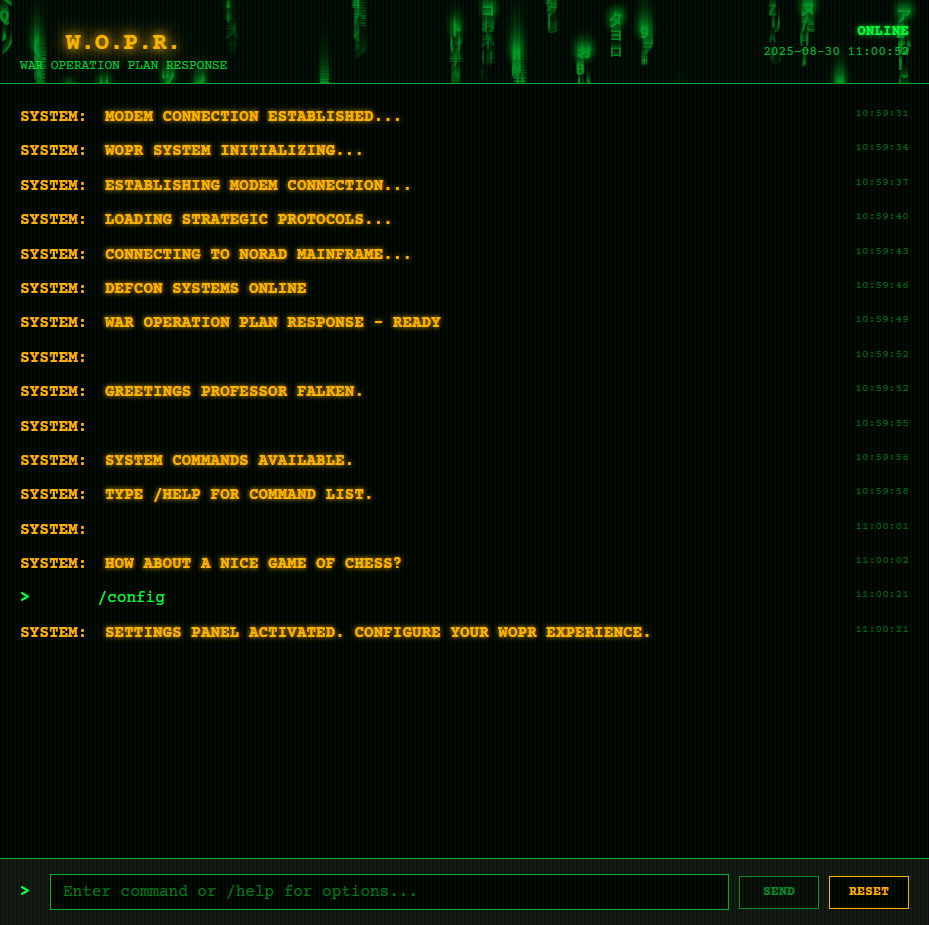 W.O.P.R.
WAR OPERATION PLAN RESPONSE
ONLINE
2025-08-30 11:00:52
SYSTEM: MODEM CONNECTION ESTABLISHED... 10:59:31
SYSTEM: WOPR SYSTEM INITIALIZING... 10:59:34
SYSTEM: ESTABLISHING MODEM CONNECTION... 10:59:37
SYSTEM: LOADING STRATEGIC PROTOCOLS... 10:59:40
SYSTEM: CONNECTING TO NORAD MAINFRAME... 10:59:43
SYSTEM: DEFCON SYSTEMS ONLINE 10:59:46
SYSTEM: WAR OPERATION PLAN RESPONSE - READY 10:59:49
SYSTEM: 10:59:52
SYSTEM: GREETINGS PROFESSOR FALKEN. 10:59:52
SYSTEM: 10:59:55
SYSTEM: SYSTEM COMMANDS AVAILABLE. 10:59:56
SYSTEM: TYPE /HELP FOR COMMAND LIST. 10:59:58
SYSTEM: 11:00:01
SYSTEM: HOW ABOUT A NICE GAME OF CHESS? 11:00:02
> /config 11:00:21
SYSTEM: SETTINGS PANEL ACTIVATED. CONFIGURE YOUR WOPR EXPERIENCE. 11:00:21
> Enter command or /help for options... SEND RESET